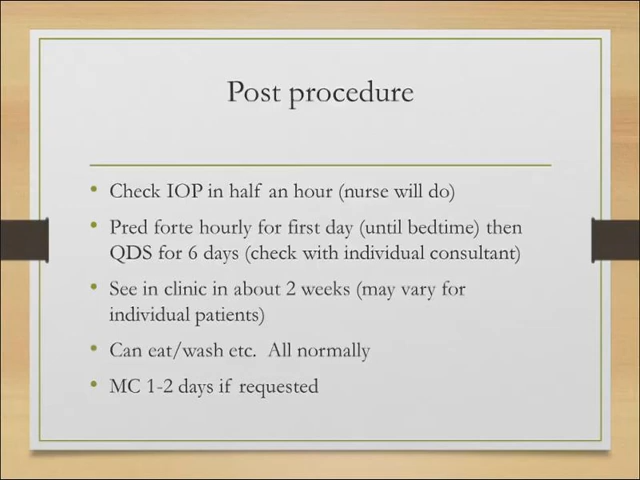 Post procedure
• Check IOP in half an hour (nurse will do)
• Pred forte hourly for first day (until bedtime) then
QDS for 6 days (check with individual consultant)
• See in clinic in about 2 weeks (may vary for
individual patients)
• Can eat/wash etc.  All normally
• MC 1-2 days if requested